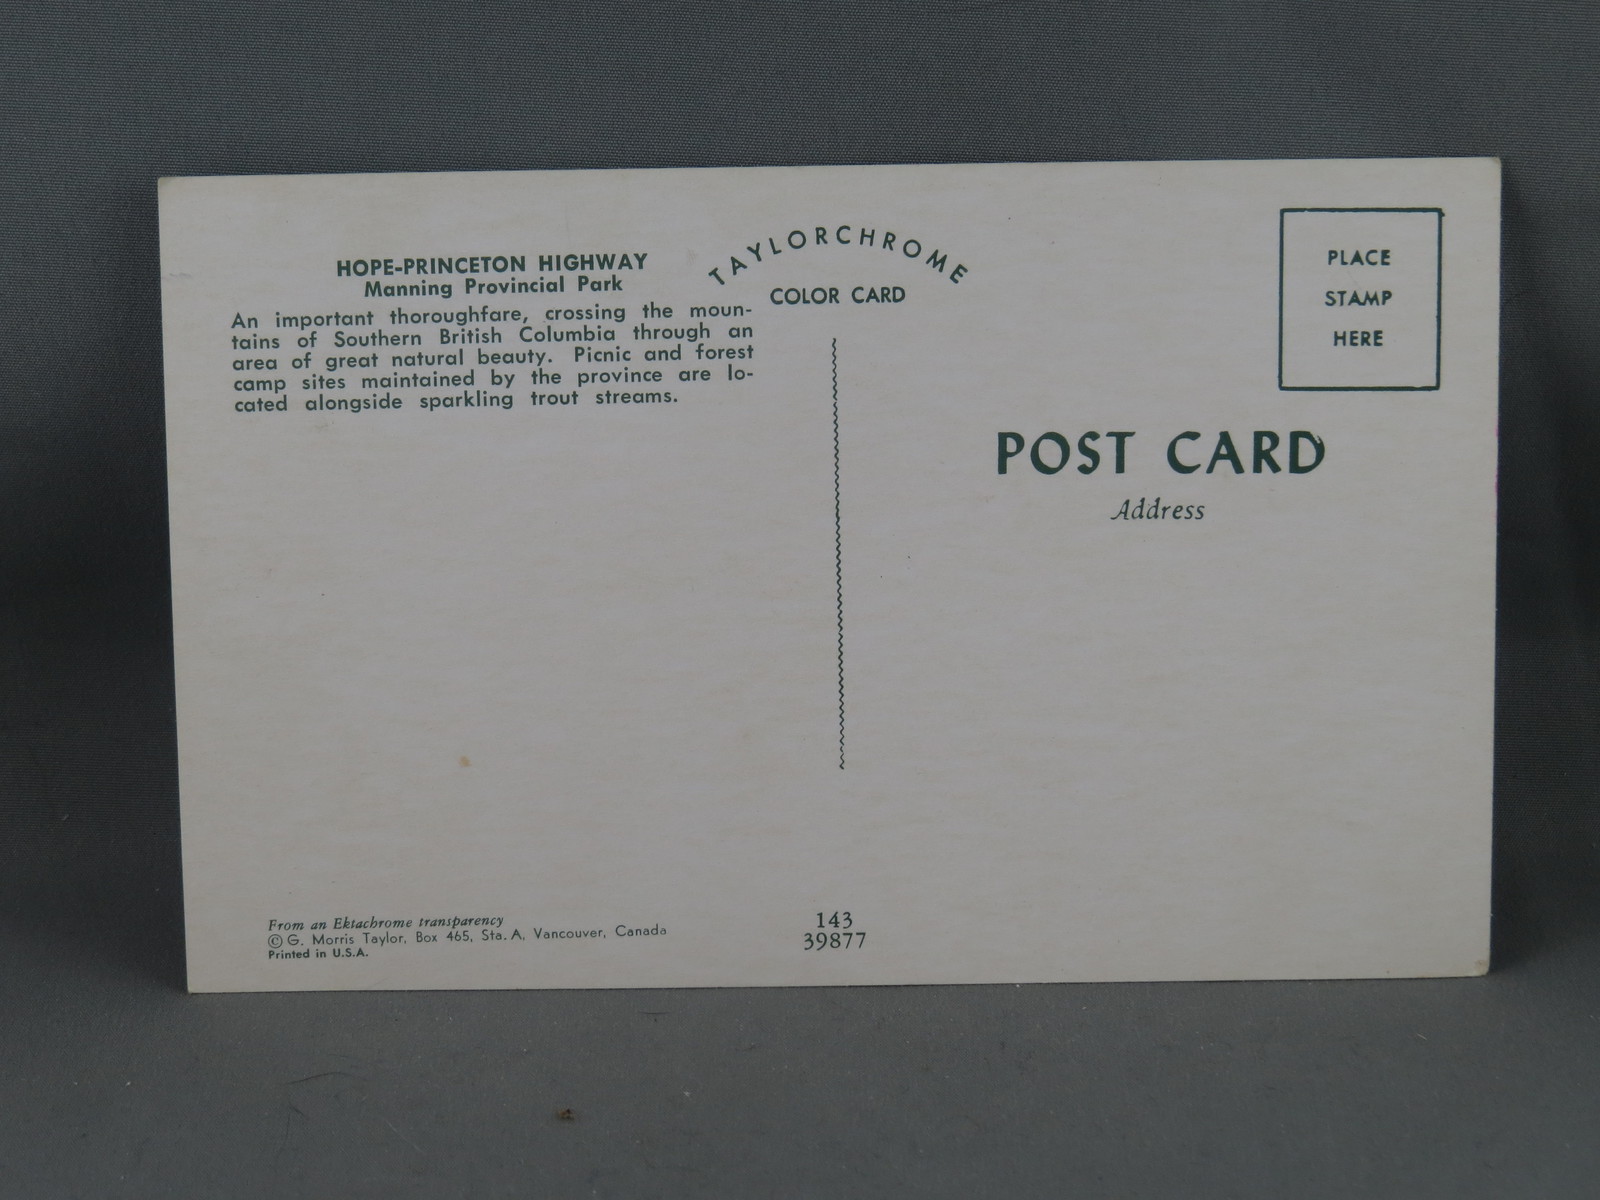 HOPE-PRINCETON HIGHWAY
Manning Provincial Park
An important thoroughfare, crossing the moun-
tains of Southern British Columbia through an
area of great natural beauty. Picnic and forest
camp sites maintained by the province are lo-
cated alongside sparkling trout streams.
TAYLORCHROME
COLOR CARD
PLACE
STAMP
HERE
POST CARD
Address
From an Ektachrome transparency
© G. Morris Taylor, Box 465, Sta. A, Vancouver, Canada
Printed in U.S.A.
143
39877